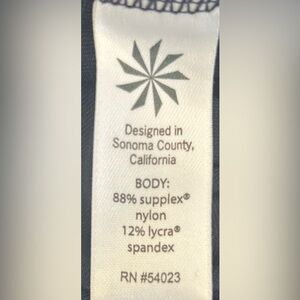 Designed in
Sonoma County,
California
BODY:
88% supplex®
nylon
12% lycra®
spandex
RN #54023